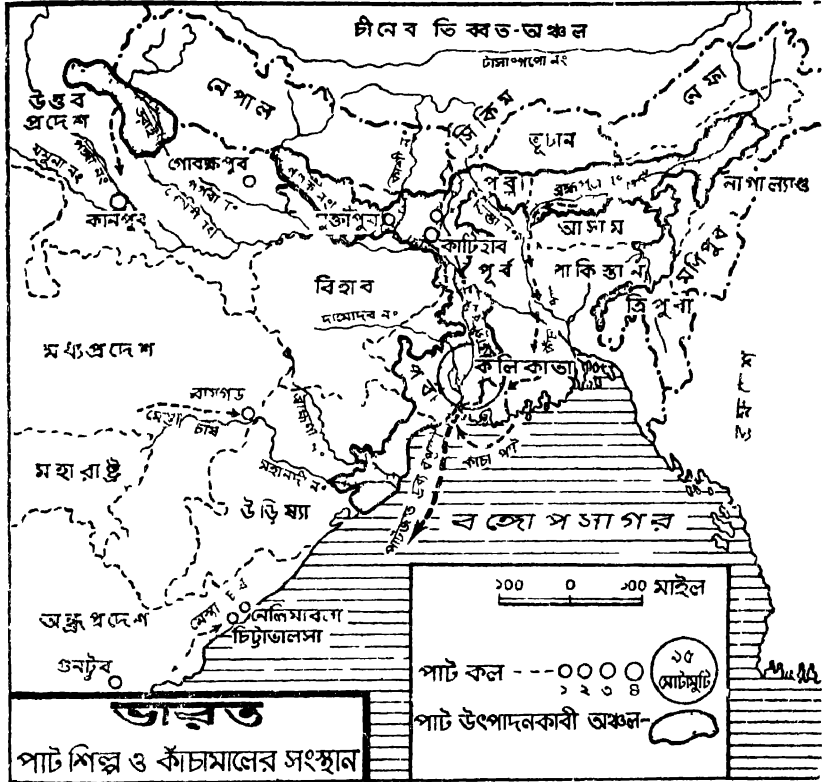 চীনের তিব্বত-অঞ্চল
নেপাল
সিকিম
ভুটান
নেফা
উত্তর
প্রদেশ
যমুনা নং
গোরক্ষপুর
কানপুর
নাগাল্যাণ্ড
আসাম
মণিপুর
কাটিহার
পূর্ব
পাকিস্তান
ত্রিপুরা
বিহার
দামোদর নং
মধ্যপ্রদেশ
কলিকাতা
রায়গড়
মেস্তা চাষ
মহারাষ্ট্র
মহানদী নং
কাঁচা পাট
উড়িষ্যা
বঙ্গোপসাগর
অন্ধ্রপ্রদেশ
চিট্টাভালসা
গুনটুর
১০০ ০ ১০০ মাইল
পাট কল
১ ২ ৩ ৪
১৫
মোটামুটি
পাট উৎপাদনকারী অঞ্চল
ভারত
পাট শিল্প ও কাঁচামালের সংস্থান